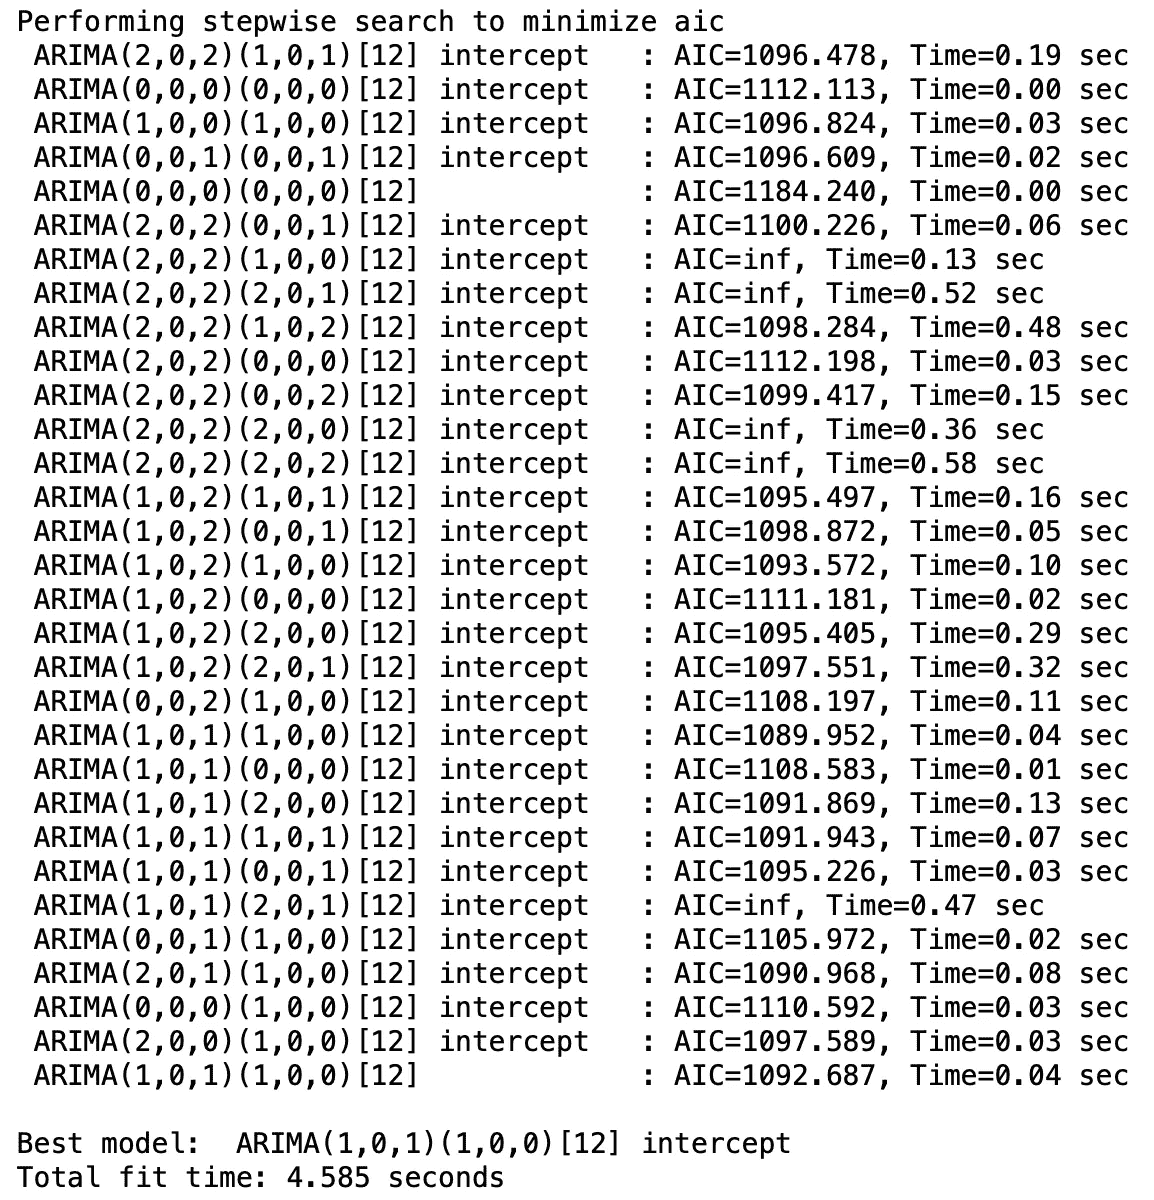 Performing stepwise search to minimize aic
 ARIMA(2,0,2)(1,0,1)[12] intercept   : AIC=1096.478, Time=0.19 sec
 ARIMA(0,0,0)(0,0,0)[12] intercept   : AIC=1112.113, Time=0.00 sec
 ARIMA(1,0,0)(1,0,0)[12] intercept   : AIC=1096.824, Time=0.03 sec
 ARIMA(0,0,1)(0,0,1)[12] intercept   : AIC=1096.609, Time=0.02 sec
 ARIMA(0,0,0)(0,0,0)[12]             : AIC=1184.240, Time=0.00 sec
 ARIMA(2,0,2)(0,0,1)[12] intercept   : AIC=1100.226, Time=0.06 sec
 ARIMA(2,0,2)(1,0,0)[12] intercept   : AIC=inf, Time=0.13 sec
 ARIMA(2,0,2)(2,0,1)[12] intercept   : AIC=inf, Time=0.52 sec
 ARIMA(2,0,2)(1,0,2)[12] intercept   : AIC=1098.284, Time=0.48 sec
 ARIMA(2,0,2)(0,0,0)[12] intercept   : AIC=1112.198, Time=0.03 sec
 ARIMA(2,0,2)(0,0,2)[12] intercept   : AIC=1099.417, Time=0.15 sec
 ARIMA(2,0,2)(2,0,0)[12] intercept   : AIC=inf, Time=0.36 sec
 ARIMA(2,0,2)(2,0,2)[12] intercept   : AIC=inf, Time=0.58 sec
 ARIMA(1,0,2)(1,0,1)[12] intercept   : AIC=1095.497, Time=0.16 sec
 ARIMA(1,0,2)(0,0,1)[12] intercept   : AIC=1098.872, Time=0.05 sec
 ARIMA(1,0,2)(1,0,0)[12] intercept   : AIC=1093.572, Time=0.10 sec
 ARIMA(1,0,2)(0,0,0)[12] intercept   : AIC=1111.181, Time=0.02 sec
 ARIMA(1,0,2)(2,0,0)[12] intercept   : AIC=1095.405, Time=0.29 sec
 ARIMA(1,0,2)(2,0,1)[12] intercept   : AIC=1097.551, Time=0.32 sec
 ARIMA(0,0,2)(1,0,0)[12] intercept   : AIC=1108.197, Time=0.11 sec
 ARIMA(1,0,1)(1,0,0)[12] intercept   : AIC=1089.952, Time=0.04 sec
 ARIMA(1,0,1)(0,0,0)[12] intercept   : AIC=1108.583, Time=0.01 sec
 ARIMA(1,0,1)(2,0,0)[12] intercept   : AIC=1091.869, Time=0.13 sec
 ARIMA(1,0,1)(1,0,1)[12] intercept   : AIC=1091.943, Time=0.07 sec
 ARIMA(1,0,1)(0,0,1)[12] intercept   : AIC=1095.226, Time=0.03 sec
 ARIMA(1,0,1)(2,0,1)[12] intercept   : AIC=inf, Time=0.47 sec
 ARIMA(0,0,1)(1,0,0)[12] intercept   : AIC=1105.972, Time=0.02 sec
 ARIMA(2,0,1)(1,0,0)[12] intercept   : AIC=1090.968, Time=0.08 sec
 ARIMA(0,0,0)(1,0,0)[12] intercept   : AIC=1110.592, Time=0.03 sec
 ARIMA(2,0,0)(1,0,0)[12] intercept   : AIC=1097.589, Time=0.03 sec
 ARIMA(1,0,1)(1,0,0)[12]             : AIC=1092.687, Time=0.04 sec

Best model:  ARIMA(1,0,1)(1,0,0)[12] intercept
Total fit time: 4.585 seconds